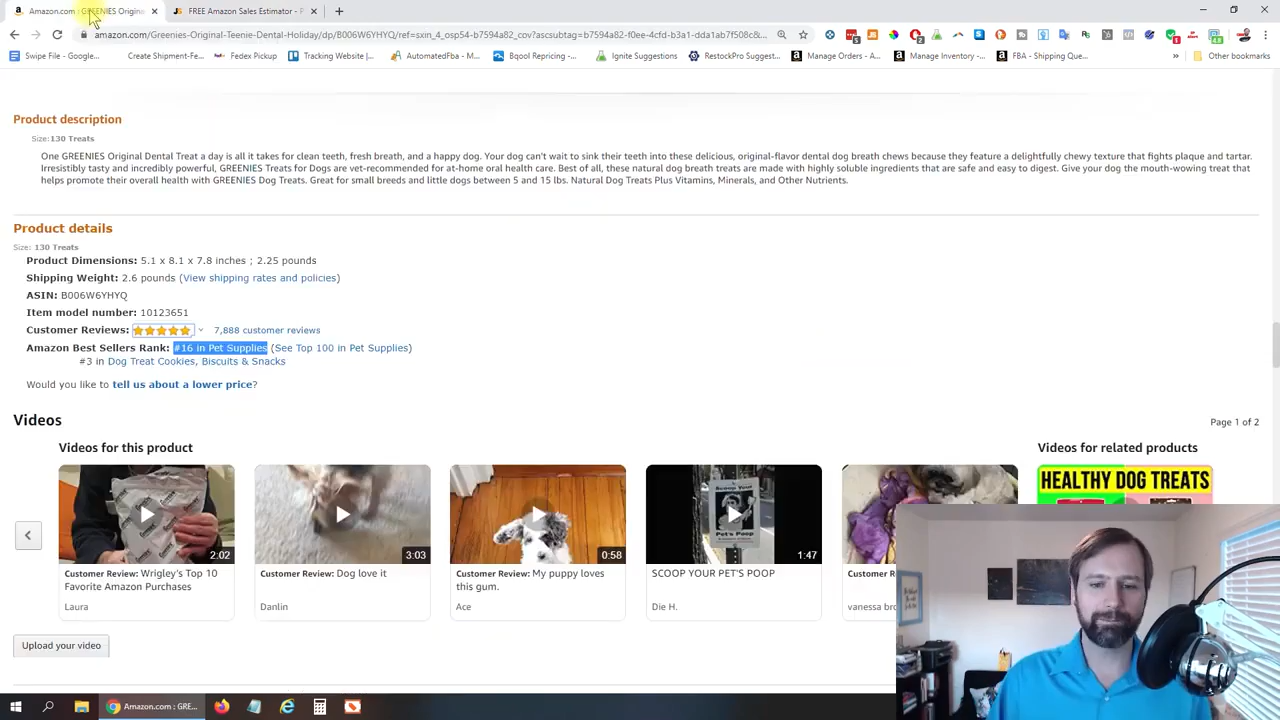 Amazon.com : GREENIES Origin
FREE Amazon Sales Estimator - F
amazon.com/Greenies-Original-Teenie-Dental-Holiday/dp/B006W6YHYQ/ref=sxin_4_osp54-b7594a82_cov?ascsubtag=b7594a82-f0ee-4cfd-b3a1-dda1ab7f508c&...
Swipe File - Google...
Create Shipment-Fe...
Fedex Pickup
Tracking Website |...
AutomatedFba - M...
Bqool Repricing -...
Ignite Suggestions
RestockPro Suggest...
Manage Orders - A...
Manage Inventory -...
FBA - Shipping Que...
»
Other bookmarks
Product description
Size: 130 Treats
One GREENIES Original Dental Treat a day is all it takes for clean teeth, fresh breath, and a happy dog. Your dog can't wait to sink their teeth into these delicious, original-flavor dental dog breath chews because they feature a delightfully chewy texture that fights plaque and tartar.
Irresistibly tasty and incredibly powerful, GREENIES Treats for Dogs are vet-recommended for at-home oral health care. Best of all, these natural dog breath treats are made with highly soluble ingredients that are safe and easy to digest. Give your dog the mouth-wowing treat that
helps promote their overall health with GREENIES Dog Treats. Great for small breeds and little dogs between 5 and 15 lbs. Natural Dog Treats Plus Vitamins, Minerals, and Other Nutrients.
Product details
Size: 130 Treats
Product Dimensions: 5.1 x 8.1 x 7.8 inches ; 2.25 pounds
Shipping Weight: 2.6 pounds (View shipping rates and policies)
ASIN: B006W6YHYQ
Item model number: 10123651
Customer Reviews: 7,888 customer reviews
Amazon Best Sellers Rank: #16 in Pet Supplies (See Top 100 in Pet Supplies)
#3 in Dog Treat Cookies, Biscuits & Snacks
Would you like to tell us about a lower price?
Videos
Page 1 of 2
Videos for this product
Videos for related products
HEALTHY DOG TREATS
SCOOP YOUR
PET'S POOP
2:02
3:03
0:58
1:47
Customer Review: Wrigley's Top 10
Favorite Amazon Purchases
Laura
Customer Review: Dog love it
Danlin
Customer Review: My puppy loves
this gum.
Ace
SCOOP YOUR PET'S POOP
Die H.
Customer R
vanessa bro
Upload your video
Amazon.com : GRE...